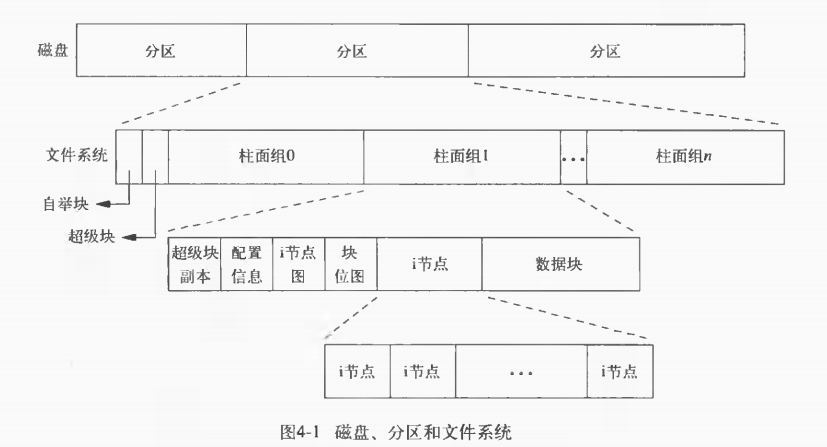 磁盘 分区 分区 分区
文件系统 柱面组0 柱面组1 ••• 柱面组n
自举块
超级块
超级块 配置 i节点 块
副本 信息 图 位图
i节点 数据块
i节点 i节点 ••• i节点
图4-1 磁盘、分区和文件系统